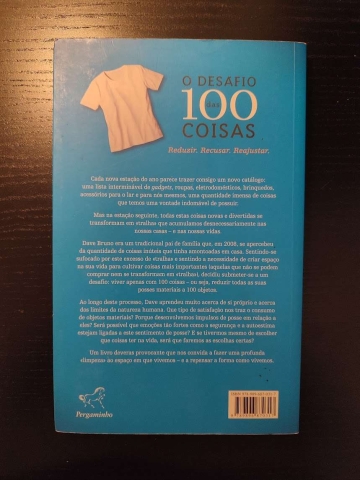 O DESAFIO
DAS
100
COISAS
Reduzir. Recusar. Reajustar.
Cada nova estação do ano parece trazer consigo um novo catálogo:
uma lista interminável de gadgets, roupas, eletrodomésticos, brinquedos,
acessórios para o lar e para nós mesmos, uma quantidade imensa de coisas
que temos uma vontade indomável de possuir.
Mas na estação seguinte, todas estas coisas novas e divertidas se
transformam em «tralhas» que acumulamos desnecessariamente nas
nossas casas – e nas nossas vidas.
Dave Bruno era um tradicional pai de família que, em 2008, se apercebeu
da quantidade de coisas inúteis que tinha amontoadas em casa. Sentindo-se
sufocado por este excesso de «tralhas» e sentindo a necessidade de criar espaço
na sua vida para cultivar coisas mais importantes (aquelas que não se podem
comprar nem se transformam em «tralhas»), decidiu submeter-se a um
desafio: viver apenas com 100 coisas – ou seja, reduzir todas as suas
posses materiais a 100 objetos.
Ao longo deste processo, Dave aprendeu muito acerca de si próprio e acerca
dos limites da natureza humana. Que tipo de satisfação nos traz o consumo
de objetos materiais? Porque desenvolvemos impulsos de posse em relação a
eles? Será possível que emoções tão fortes como a segurança e a autoestima
estejam ligadas a este sentimento de posse? E se tivermos mesmo de escolher
que coisas ter na vida, será que faremos as escolhas certas?
Um livro deveras provocante que nos convida a fazer uma profunda
«limpeza» ao espaço em que vivemos – e a repensar a forma como vivemos.
Pergaminho